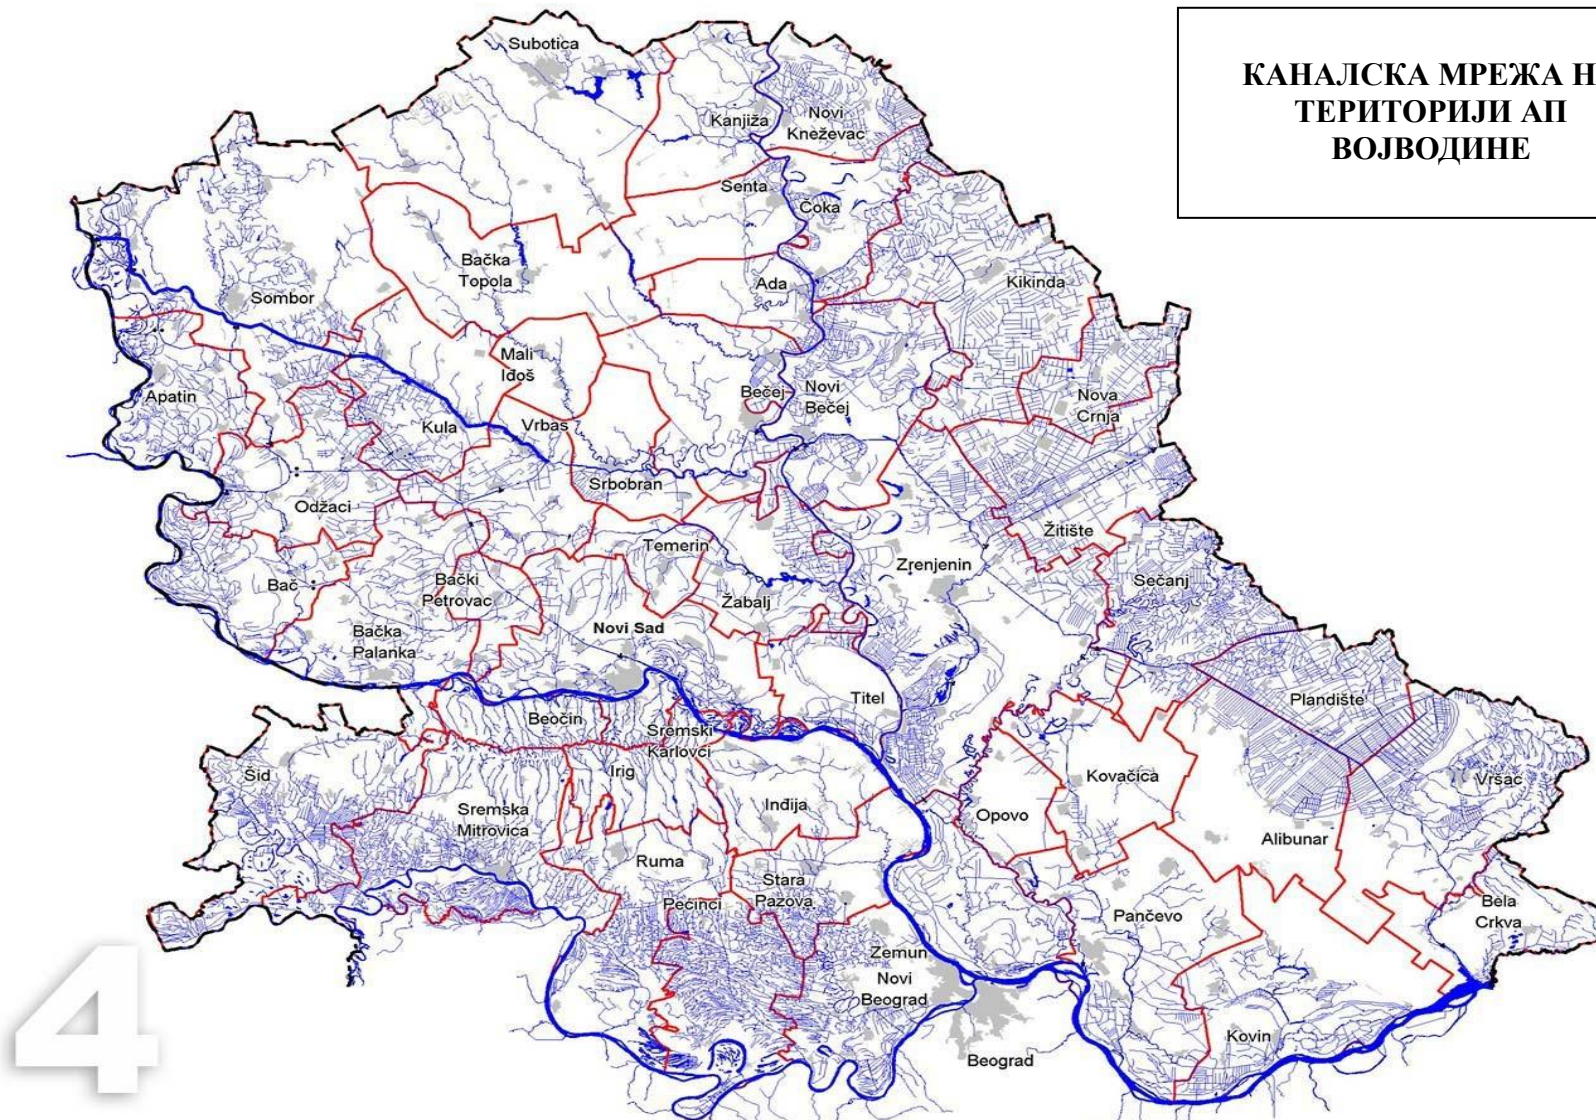 КАНАЛСКА МРЕЖА Н
ТЕРИТОРИЈИ АП
ВОЈВОДИНЕ
Subotica
Kanjiža
Novi
Kneževac
Senta
Čoka
Bačka
Topola
Ada
Kikinda
Sombor
Mali
Iđoš
Bečej
Novi
Bečej
Nova
Crnja
Apatin
Kula
Vrbas
Srbobran
Odžaci
Žitište
Temerin
Zrenjenin
Sečanj
Bač
Bački
Petrovac
Žabalj
Novi Sad
Bačka
Palanka
Titel
Plandište
Beočin
Sremski
Karlovci
Šid
Irig
Kovačica
Vršac
Sremska
Mitrovica
Inđija
Opovo
Alibunar
Ruma
Stara
Pazova
Pećinci
Pančevo
Bela
Crkva
Zemun
Novi
Beograd
Kovin
Beograd
4